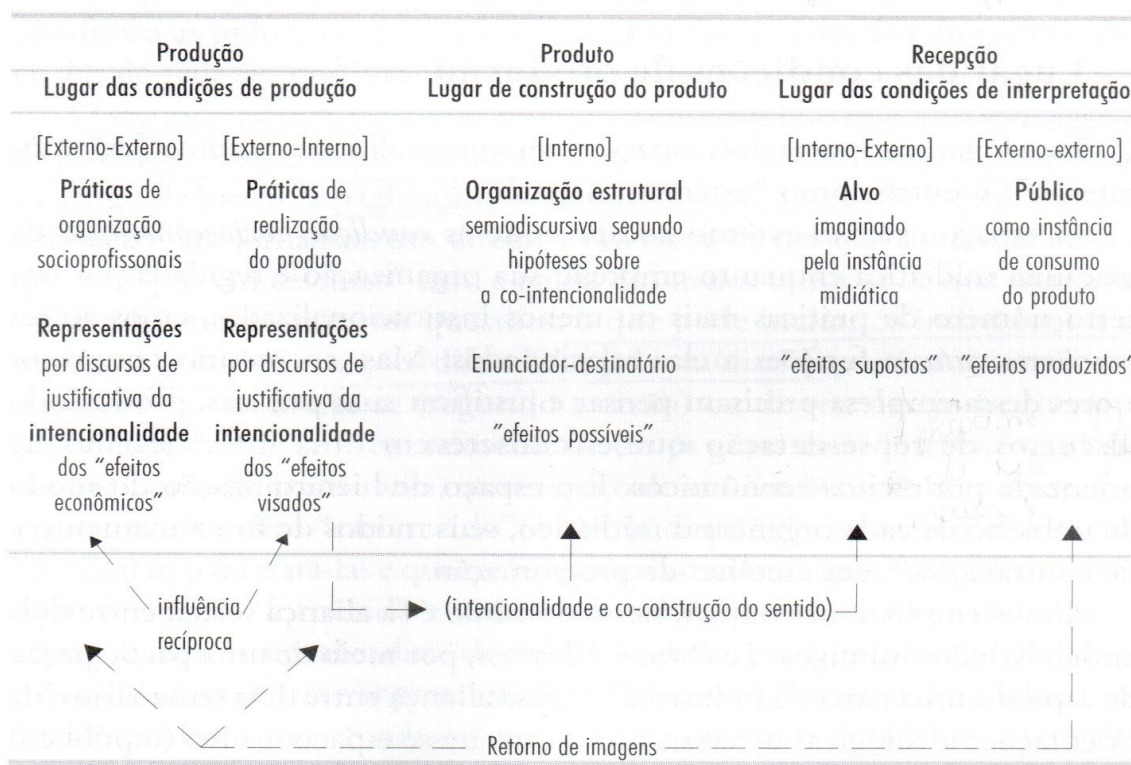 Produção
Lugar das condições de produção
[Externo-Externo]
Práticas de
organização
socioprofissonais
Representações
por discursos de
justificativa da
intencionalidade
dos "efeitos
econômicos"
[Externo-Interno]
Práticas de
realização
do produto
Representações
por discursos de
justificativa da
intencionalidade
dos "efeitos
visados"
Produto
Lugar de construção do produto
[Interno]
Organização estrutural
semiodiscursiva segundo
hipóteses sobre
a co-intencionalidade
Enunciador-destinatário
"efeitos possíveis"
Recepção
Lugar das condições de interpretação
[Interno-Externo]
Alvo
imaginado
pela instância
midiática
"efeitos supostos"
[Externo-externo]
Público
como instância
de consumo
do produto
"efeitos produzidos"
influência
recíproca
(intencionalidade e co-construção do sentido)
Retorno de imagens